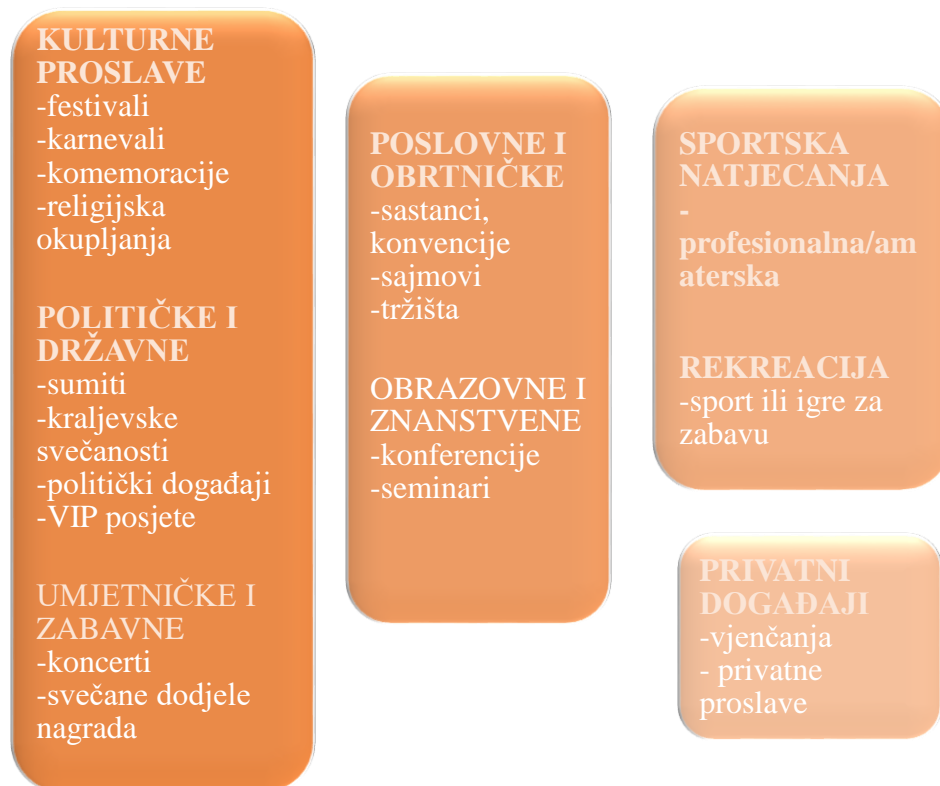 KULTURNE
PROSLAVE
-festivali
-karnevali
-komemoracije
-religijska
okupljanja
POLITIČKE I
DRŽAVNE
-sumiti
-kraljevske
svečanosti
-politički događaji
-VIP posjete
UMJETNIČKE I
ZABAVNE
-koncerti
-svečane dodjele
nagrada
POSLOVNE I
OBRTNIČKE
-sastanci,
konvencije
-sajmovi
-tržišta
OBRAZOVNE I
ZNANSTVENE
-konferencije
-seminari
SPORTSKA
NATJECANJA
-
profesionalna/am
aterska
REKREACIJA
-sport ili igre za
zabavu
PRIVATNI
DOGAĐAJI
-vjenčanja
- privatne
proslave